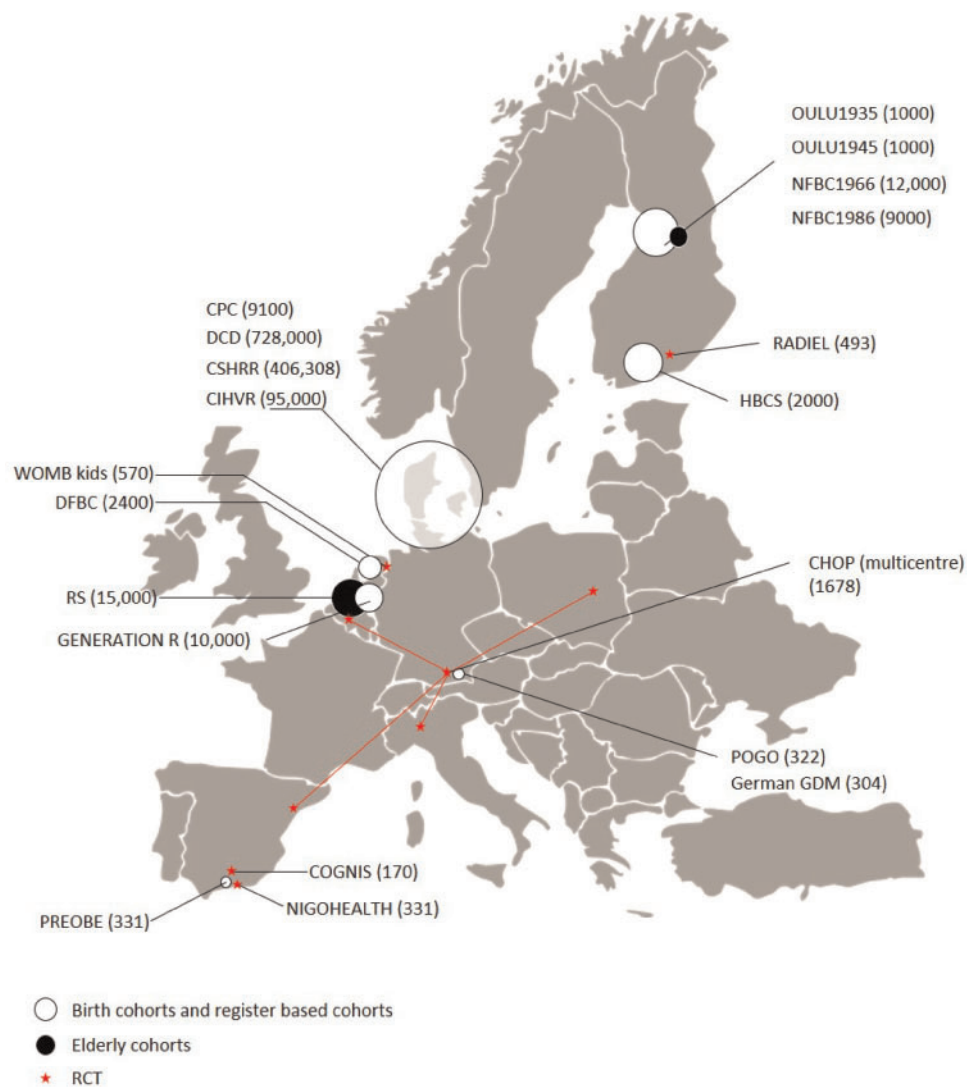 OULU1935 (1000)
OULU1945 (1000)
NFBC1966 (12,000)
NFBC1986 (9000)
CPC (9100)
DCD (728,000)
CSHRR (406,308)
CIHVR (95,000)
RADIEL (493)
HBCS (2000)
WOMB kids (570)
DFBC (2400)
CHOP (multicentre)
(1678)
RS (15,000)
GENERATION R (10,000)
POGO (322)
German GDM (304)
COGNIS (170)
NIGOHEALTH (331)
PREOBE (331)
Birth cohorts and register based cohorts
Elderly cohorts
RCT